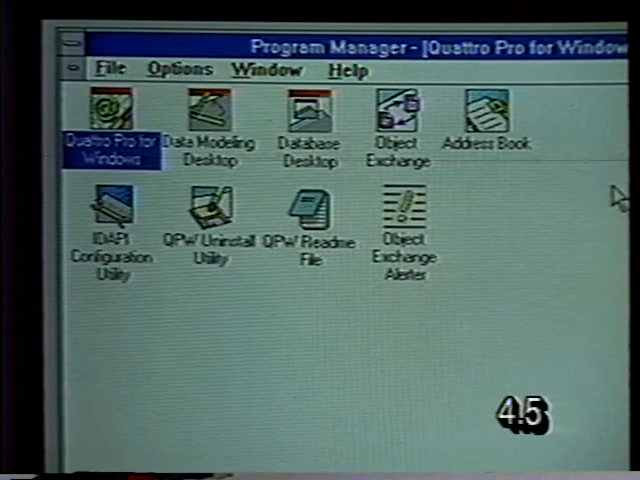 Program Manager - [Quattro Pro for Window
File Options Window Help
Quattro Pro for
Windows
Data Modeling
Desktop
Database
Desktop
Object
Exchange
Address Book
IDAPI
Configuration
Utility
QPW Uninstall
Utility
QPW Readme
File
Object
Exchange
Alerter
4.5